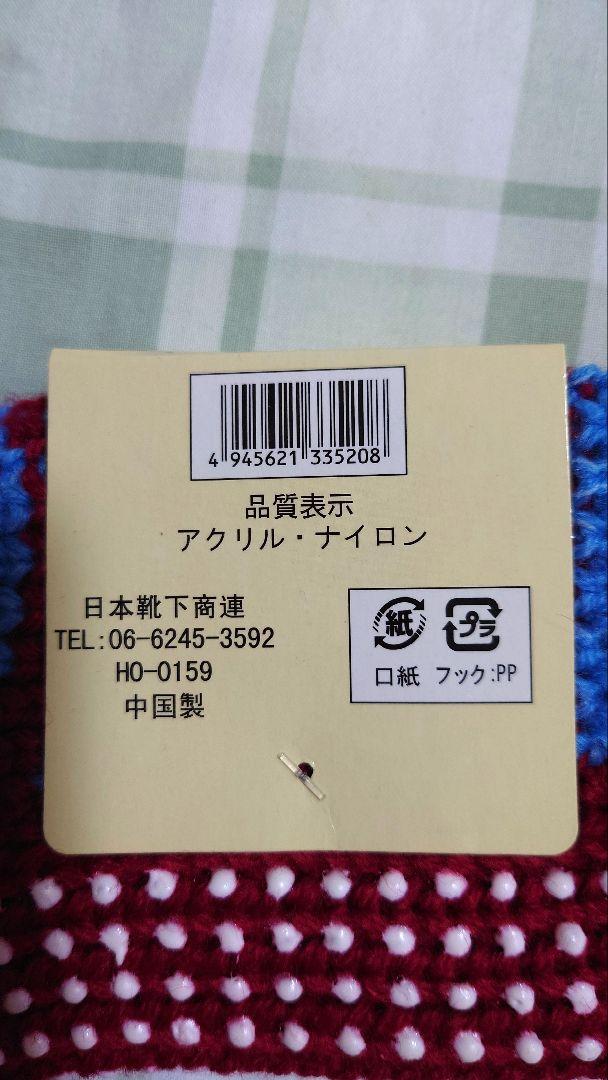 4 945621 335208
品質表示
アクリル・ナイロン
日本靴下商連
TEL:06-6245-3592
HO-0159
中国製
紙 プラ
口紙 フック:PP